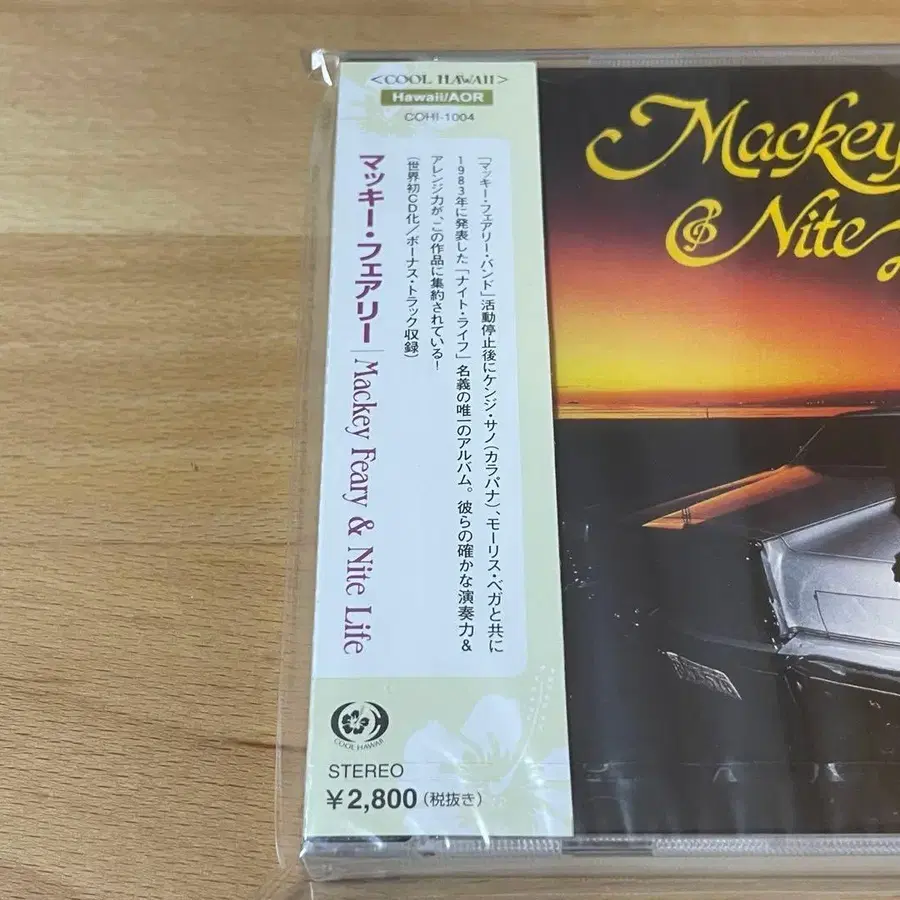 <COOL HAWAII>
Hawaii/AOR
COHI-1004
「マッキー・フェアリー・バンド」活動停止後にケンジ・サノ(カラパナ)、モーリス・ベガと共に
1983年に発表した「ナイト・ライフ」名義の唯一のアルバム。彼らの確かな演奏力&
アレンジ力が、この作品に集約されている!
(世界初CD化/ボーナス・トラック収録)
マッキー・フェアリー | Mackey Feary & Nite Life
COOL HAWAII
STEREO
¥2,800(税抜き)
Mackey
& Nite